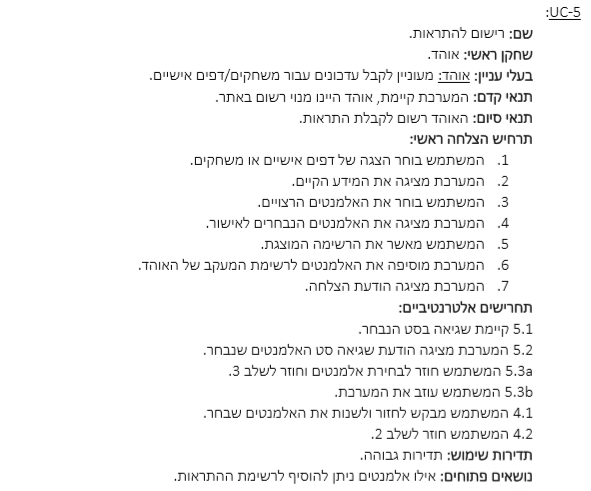 UC-5:
שם: רישום להתראות.
שחקן ראשי: אוהד.
בעלי עניין: אוהד: מעוניין לקבל עדכונים עבור משחקים/דפים אישיים.
תנאי קדם: המערכת קיימת, אוהד היינו מנוי רשום באתר.
תנאי סיום: האוהד רשום לקבלת התראות.
תרחיש הצלחה ראשי:
1. המשתמש בוחר הצגה של דפים אישיים או משחקים.
2. המערכת מציגה את המידע הקיים.
3. המשתמש בוחר את האלמנטים הרצויים.
4. המערכת מציגה את האלמנטים הנבחרים לאישור.
5. המשתמש מאשר את הרשימה המוצגת.
6. המערכת מוסיפה את האלמנטים לרשימת המעקב של האוהד.
7. המערכת מציגה הודעת הצלחה.
תחרישים אלטרנטיביים:
5.1 קיימת שגיאה בסט הנבחר.
5.2 המערכת מציגה הודעת שגיאה סט האלמנטים שנבחר.
5.3a המשתמש חוזר לבחירת אלמנטים וחוזר לשלב 3.
5.3b המשתמש עוזב את המערכת.
4.1 המשתמש מבקש לחזור ולשנות את האלמנטים שבחר.
4.2 המשתמש חוזר לשלב 2.
תדירות שימוש: תדירות גבוהה.
נושאים פתוחים: אילו אלמנטים ניתן להוסיף לרשימת ההתראות.